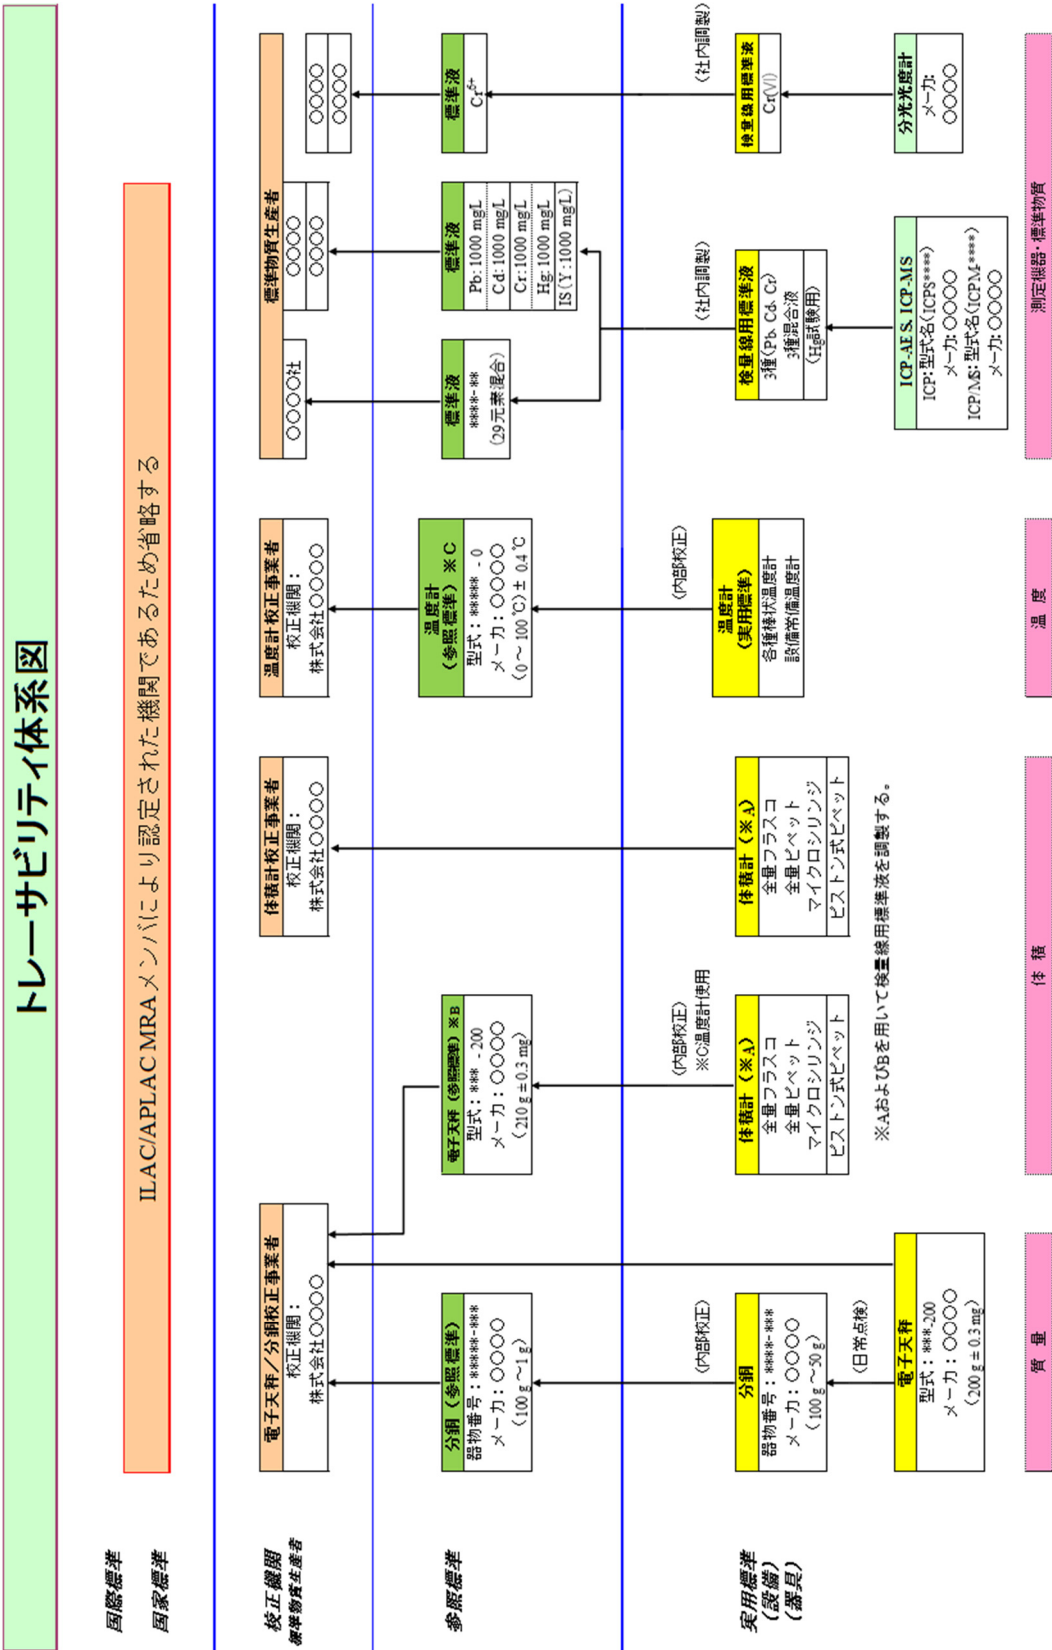 トレーサビリティ体系図
国際標準
国家標準
ILAC/APLAC MRAメンバにより認定された機関であるため省略する
校正機関
標準物質生産者
電子天秤/分銅校正事業者
校正機関：
株式会社○○○○
体積計校正事業者
校正機関：
株式会社○○○○
温度計校正事業者
校正機関：
株式会社○○○○
標準物質生産者
○○○○社
○○○○
○○○○
○○○○
○○○○
参照標準
分銅（参照標準）
器物番号：****-***
メーカ：○○○○
（100 g～1 g）
電子天秤（参照標準）※B
型式：*** -200
メーカ：○○○○
（210 g ± 0.3 mg）
温度計
（参照標準）※C
型式：***** - 0
メーカ：○○○○
（0～100 ℃）± 0.4 ℃
標準液
****-**
（29元素混合）
標準液
Pb: 1000 mg/L
Cd: 1000 mg/L
Cr: 1000 mg/L
Hg: 1000 mg/L
IS（Y : 1000 mg/L）
標準液
Cr6+
実用標準
（設備）
（器具）
（内部校正）
分銅
器物番号：****-***
メーカ：○○○○
（100 g～50 g）
（日常点検）
電子天秤
型式：***-200
メーカ：○○○○
（200 g ± 0.3 mg）
（内部校正）
※C温度計使用
体積計（※A）
全量フラスコ
全量ピペット
マイクロシリンジ
ピストン式ピペット
体積計（※A）
全量フラスコ
全量ピペット
マイクロシリンジ
ピストン式ピペット
※AおよびBを用いて検量線用標準液を調製する。
（内部校正）
温度計
（実用標準）
各種棒状温度計
設備常備温度計
（社内調製）
検量線用標準液
3種（Pb、Cd、Cr）
3種混合液
（Hg試験用）
ICP-AES、ICP-MS
ICP: 型式名（ICPS****）
メーカ: ○○○○
ICP/MS: 型式名（ICPM-****）
メーカ: ○○○○
（社内調製）
検量線用標準液
Cr(VI)
分光光度計
メーカ:
○○○○
質 量
体 積
温 度
測定機器・標準物質